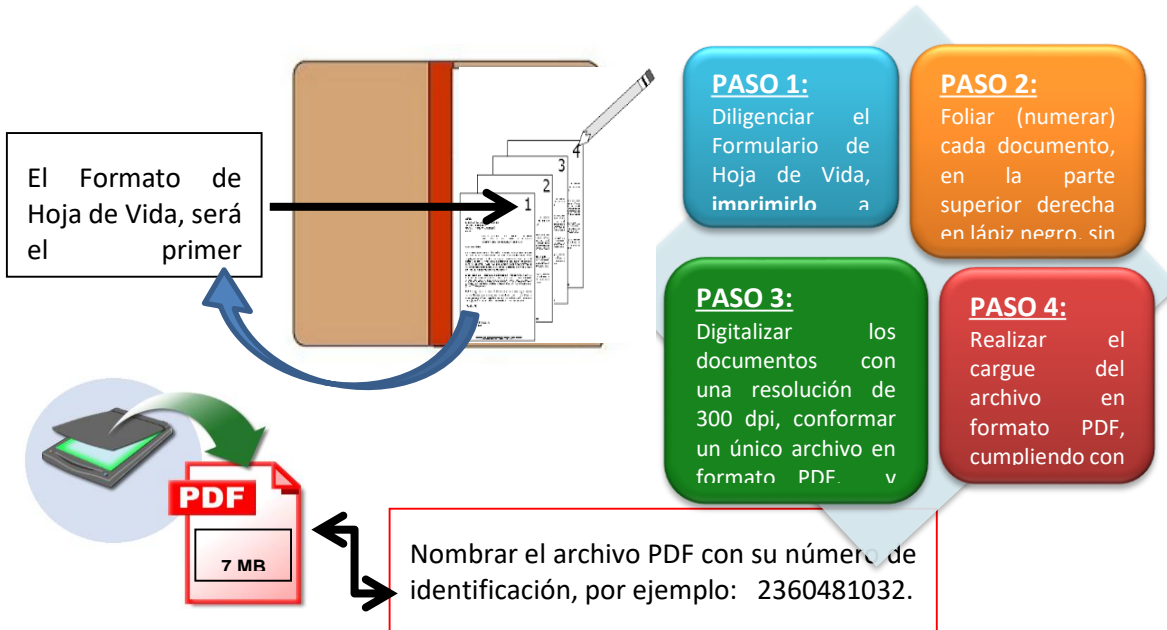 El Formato de
Hoja de Vida, será
el primer
4
3
2
1
PASO 1:
Diligenciar el
Formulario de
Hoja de Vida,
imprimirlo a
PASO 2:
Foliar (numerar)
cada documento,
en la parte
superior derecha
en lápiz negro, sin
PASO 3:
Digitalizar los
documentos con
una resolución de
300 dpi, conformar
un único archivo en
formato PDF, y
PASO 4:
Realizar el
cargue del
archivo en
formato PDF,
cumpliendo con
PDF
7 MB
Nombrar el archivo PDF con su número de
identificación, por ejemplo: 2360481032.